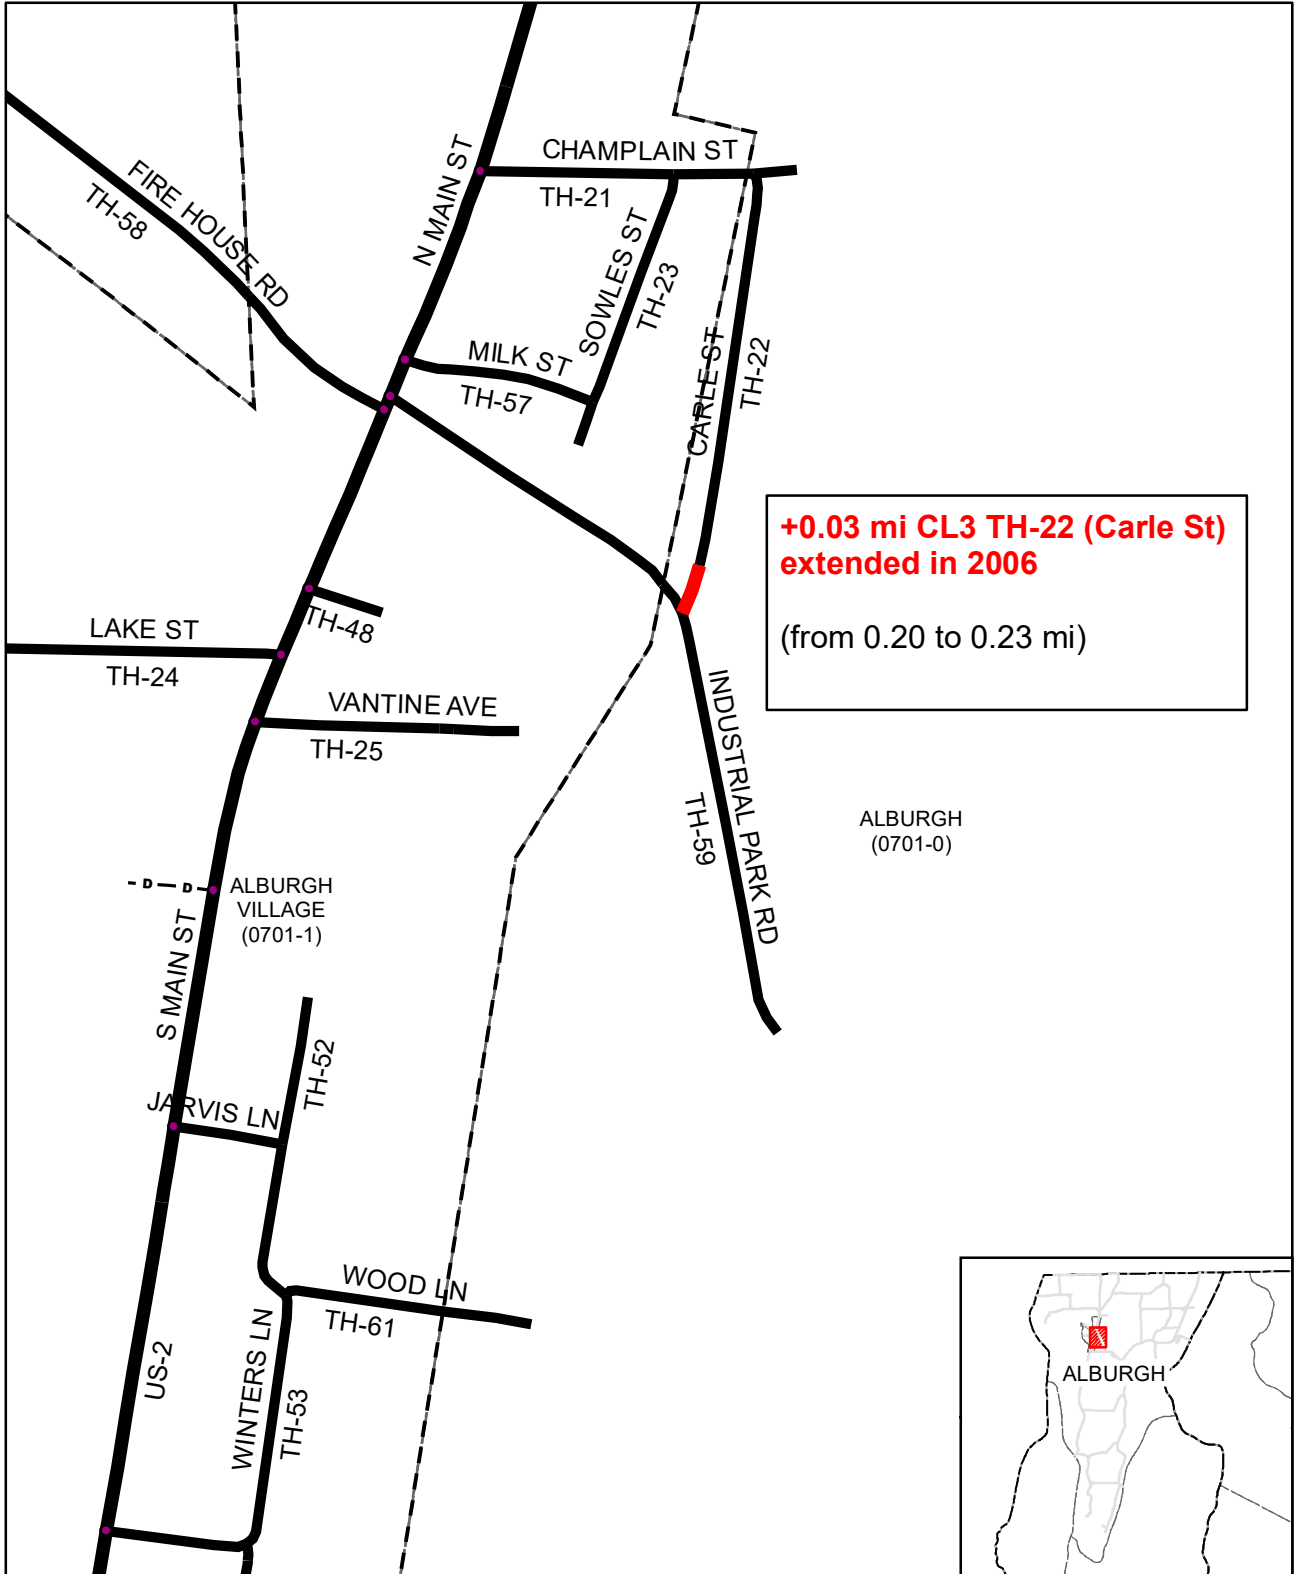 CHAMPLAIN ST
TH-21
N MAIN ST
FIRE HOUSE RD
TH-58
SOWLES ST
TH-23
CARLE ST
TH-22
MILK ST
TH-57
+0.03 mi CL3 TH-22 (Carle St)
extended in 2006
(from 0.20 to 0.23 mi)
TH-48
LAKE ST
TH-24
VANTINE AVE
TH-25
INDUSTRIAL PARK RD
TH-59
ALBURGH
(0701-0)
D D
ALBURGH
VILLAGE
(0701-1)
S MAIN ST
TH-52
JARVIS LN
WOOD LN
TH-61
US-2
WINTERS LN
TH-53
ALBURGH